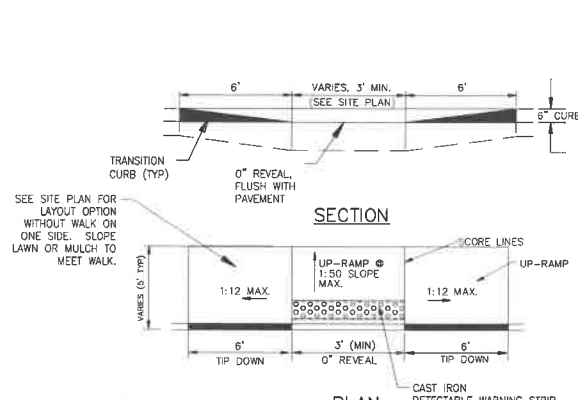 6'
VARIES, 3' MIN.
6'
(SEE SITE PLAN)
6" CURB
TRANSITION
CURB (TYP)
0" REVEAL,
FLUSH WITH
PAVEMENT
SEE SITE PLAN FOR
LAYOUT OPTION
WITHOUT WALK ON
ONE SIDE. SLOPE
LAWN OR MULCH TO
MEET WALK.
SECTION
SCORE LINES
UP-RAMP @
1:50 SLOPE
MAX.
UP-RAMP
VARIES (5' TYP)
1:12 MAX.
1:12 MAX.
6'
3' (MIN)
6'
TIP DOWN
0" REVEAL
TIP DOWN
CAST IRON
DETECTABLE WARNING STRIP
PLAN